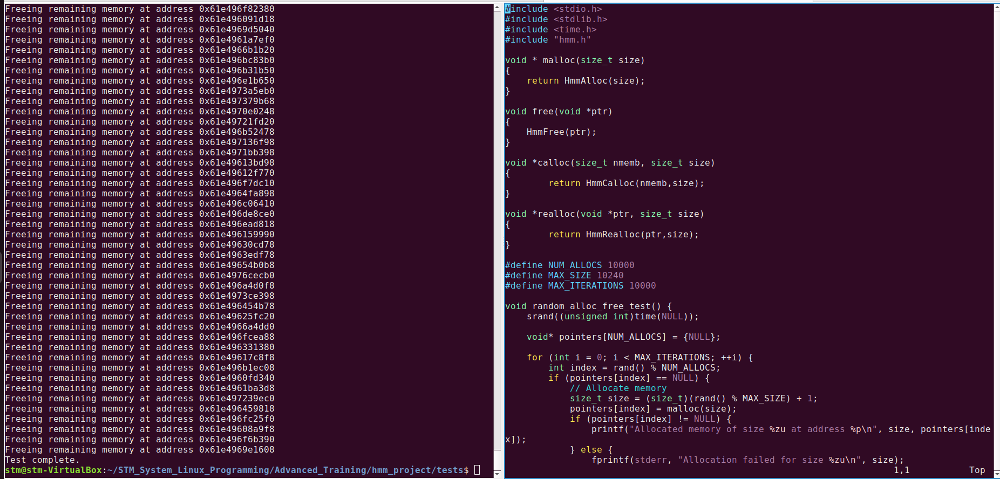 Freeing remaining memory at address 0x61e496f82380
Freeing remaining memory at address 0x61e496091d18
Freeing remaining memory at address 0x61e4969d5040
Freeing remaining memory at address 0x61e4961a7ef0
Freeing remaining memory at address 0x61e4966b1b20
Freeing remaining memory at address 0x61e496bc83b0
Freeing remaining memory at address 0x61e496b31b50
Freeing remaining memory at address 0x61e496e1b650
Freeing remaining memory at address 0x61e4973a5eb0
Freeing remaining memory at address 0x61e497379b68
Freeing remaining memory at address 0x61e4970e0248
Freeing remaining memory at address 0x61e49721fd20
Freeing remaining memory at address 0x61e496b52478
Freeing remaining memory at address 0x61e497136f98
Freeing remaining memory at address 0x61e4971bb398
Freeing remaining memory at address 0x61e49613bd98
Freeing remaining memory at address 0x61e49612f770
Freeing remaining memory at address 0x61e496f7dc10
Freeing remaining memory at address 0x61e4964fa898
Freeing remaining memory at address 0x61e496c06410
Freeing remaining memory at address 0x61e496de8ce0
Freeing remaining memory at address 0x61e496ead818
Freeing remaining memory at address 0x61e496159990
Freeing remaining memory at address 0x61e49630cd78
Freeing remaining memory at address 0x61e4963edf78
Freeing remaining memory at address 0x61e49654b0b8
Freeing remaining memory at address 0x61e4976cecb0
Freeing remaining memory at address 0x61e496a4d0f8
Freeing remaining memory at address 0x61e4973ce398
Freeing remaining memory at address 0x61e496454b78
Freeing remaining memory at address 0x61e49625fc20
Freeing remaining memory at address 0x61e4966a4dd0
Freeing remaining memory at address 0x61e496fcea88
Freeing remaining memory at address 0x61e496331380
Freeing remaining memory at address 0x61e49617c8f8
Freeing remaining memory at address 0x61e496b1ec08
Freeing remaining memory at address 0x61e4960fd340
Freeing remaining memory at address 0x61e4961ba3d8
Freeing remaining memory at address 0x61e497239ec0
Freeing remaining memory at address 0x61e496459818
Freeing remaining memory at address 0x61e496fc25f0
Freeing remaining memory at address 0x61e49608a9f8
Freeing remaining memory at address 0x61e496f6b390
Freeing remaining memory at address 0x61e4969e1608
Test complete.
stm@stm-VirtualBox:~/STM_System_Linux_Programming/Advanced_Training/hmm_project/tests$
#include <stdio.h>
#include <stdlib.h>
#include <time.h>
#include "hmm.h"
void * malloc(size_t size)
{
    return HmmAlloc(size);
}
void free(void *ptr)
{
    HmmFree(ptr);
}
void *calloc(size_t nmemb, size_t size)
{
        return HmmCalloc(nmemb,size);
}
void *realloc(void *ptr, size_t size)
{
        return HmmRealloc(ptr,size);
}
#define NUM_ALLOCS 10000
#define MAX_SIZE 10240
#define MAX_ITERATIONS 10000
void random_alloc_free_test() {
    srand((unsigned int)time(NULL));
    void* pointers[NUM_ALLOCS] = {NULL};
    for (int i = 0; i < MAX_ITERATIONS; ++i) {
        int index = rand() % NUM_ALLOCS;
        if (pointers[index] == NULL) {
            // Allocate memory
            size_t size = (size_t)(rand() % MAX_SIZE) + 1;
            pointers[index] = malloc(size);
            if (pointers[index] != NULL) {
                printf("Allocated memory of size %zu at address %p\n", size, pointers[inde
x]);
            } else {
                fprintf(stderr, "Allocation failed for size %zu\n", size);
1,1 Top